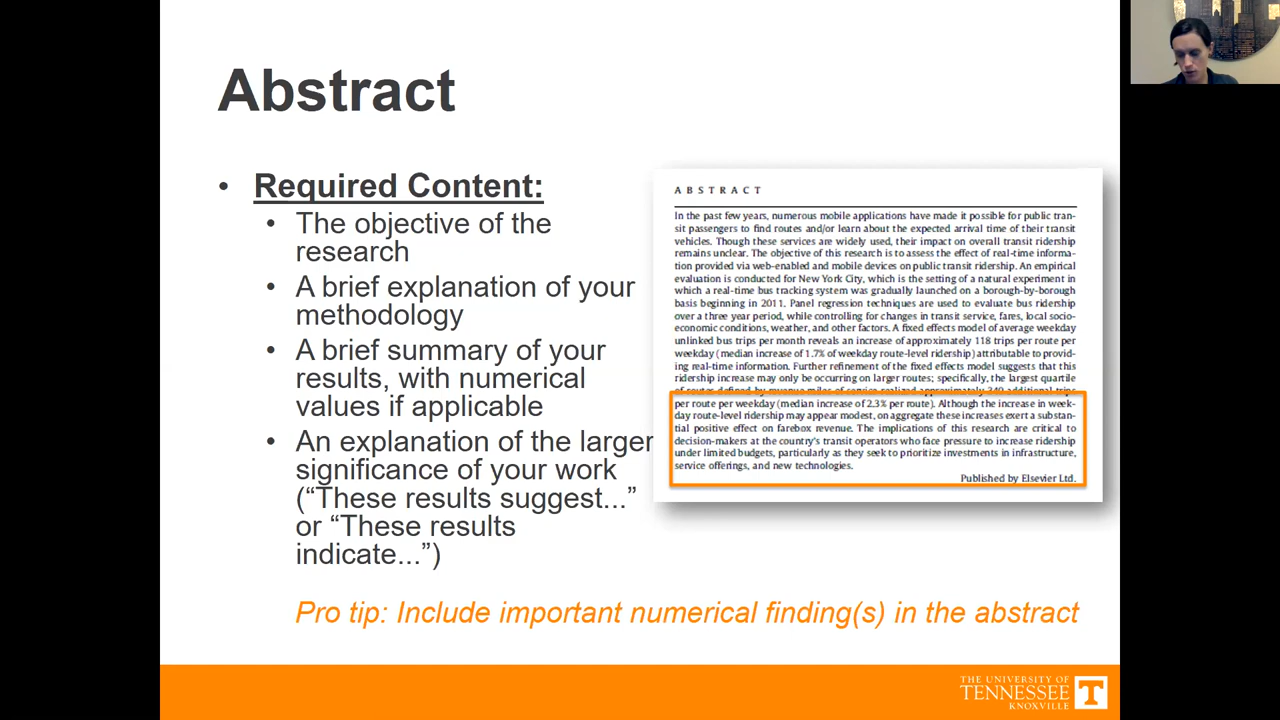 Abstract
• Required Content:
• The objective of the
research
• A brief explanation of your
methodology
• A brief summary of your
results, with numerical
values if applicable
• An explanation of the larger
significance of your work
(“These results suggest...”
or “These results
indicate...”)
Pro tip: Include important numerical finding(s) in the abstract
ABSTRACT
In the past few years, numerous mobile applications have made it possible for public tran-
sit passengers to find routes and/or learn about the expected arrival time of their transit
vehicles. Though these services are widely used, their impact on overall transit ridership
remains unclear. The objective of this research is to assess the effect of real-time informa-
tion provided via web-enabled and mobile devices on public transit ridership. An empirical
evaluation is conducted for New York City, which is the setting of a natural experiment in
which a real-time bus tracking system was gradually launched on a borough-by-borough
basis beginning in 2011. Panel regression techniques are used to evaluate bus ridership
over a three year period, while controlling for changes in transit service, fares, local socio-
economic conditions, weather, and other factors. A fixed effects model of average weekday
unlinked bus trips per month reveals an increase of approximately 118 trips per route per
weekday (median increase of 1.7% of weekday route-level ridership) attributable to provid-
ing real-time information. Further refinement of the fixed effects model suggests that this
ridership increase may only be occurring on larger routes; specifically, the largest quartile
of routes defined by revenue miles of service realized approximately 340 additional trips
per route per weekday (median increase of 2.3% per route). Although the increase in week-
day route-level ridership may appear modest, on aggregate these increases exert a substan-
tial positive effect on farebox revenue. The implications of this research are critical to
decision-makers at the country's transit operators who face pressure to increase ridership
under limited budgets, particularly as they seek to prioritize investments in infrastructure,
service offerings, and new technologies.
Published by Elsevier Ltd.
THE UNIVERSITY OF
TENNESSEE
KNOXVILLE
T